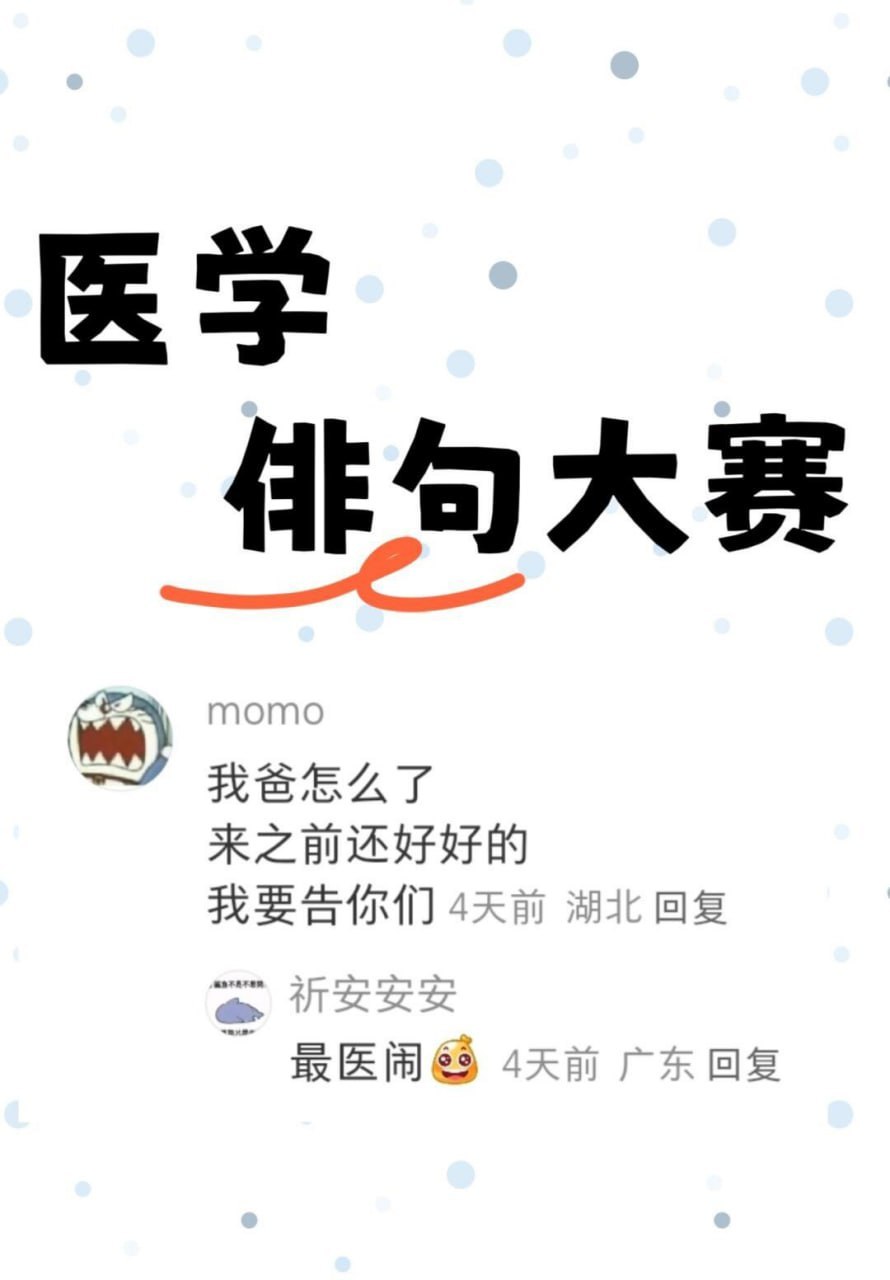 医学
俳句大赛
momo
我爸怎么了
来之前还好好的
我要告你们 4天前 湖北 回复
祈安安安
最医闹 4天前 广东 回复